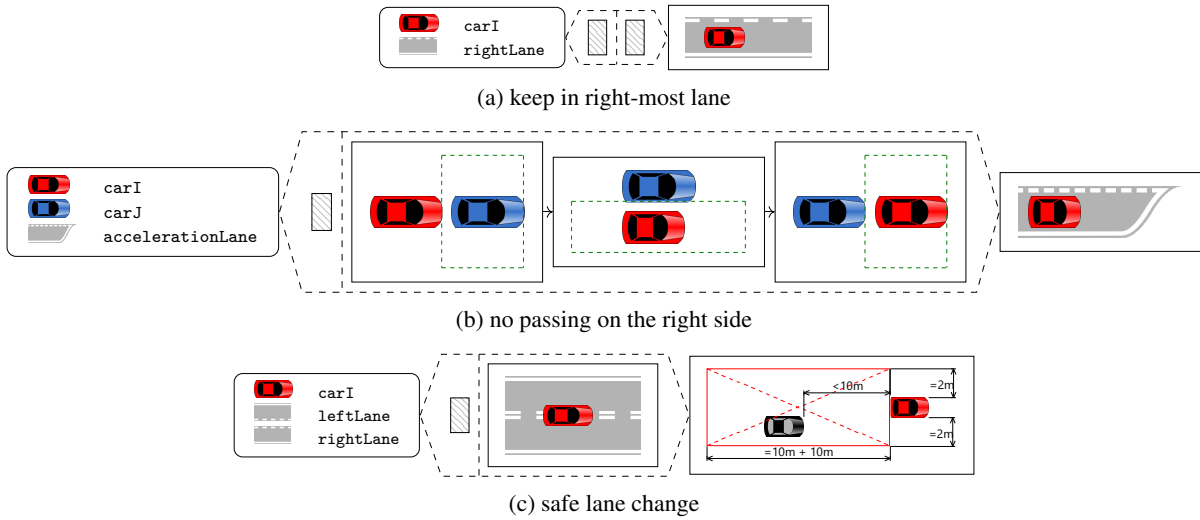 carI
rightLane
(a) keep in right-most lane
carI
carJ
accelerationLane
(b) no passing on the right side
carI
leftLane
rightLane
<10m
=2m
=2m
=10m + 10m
(c) safe lane change